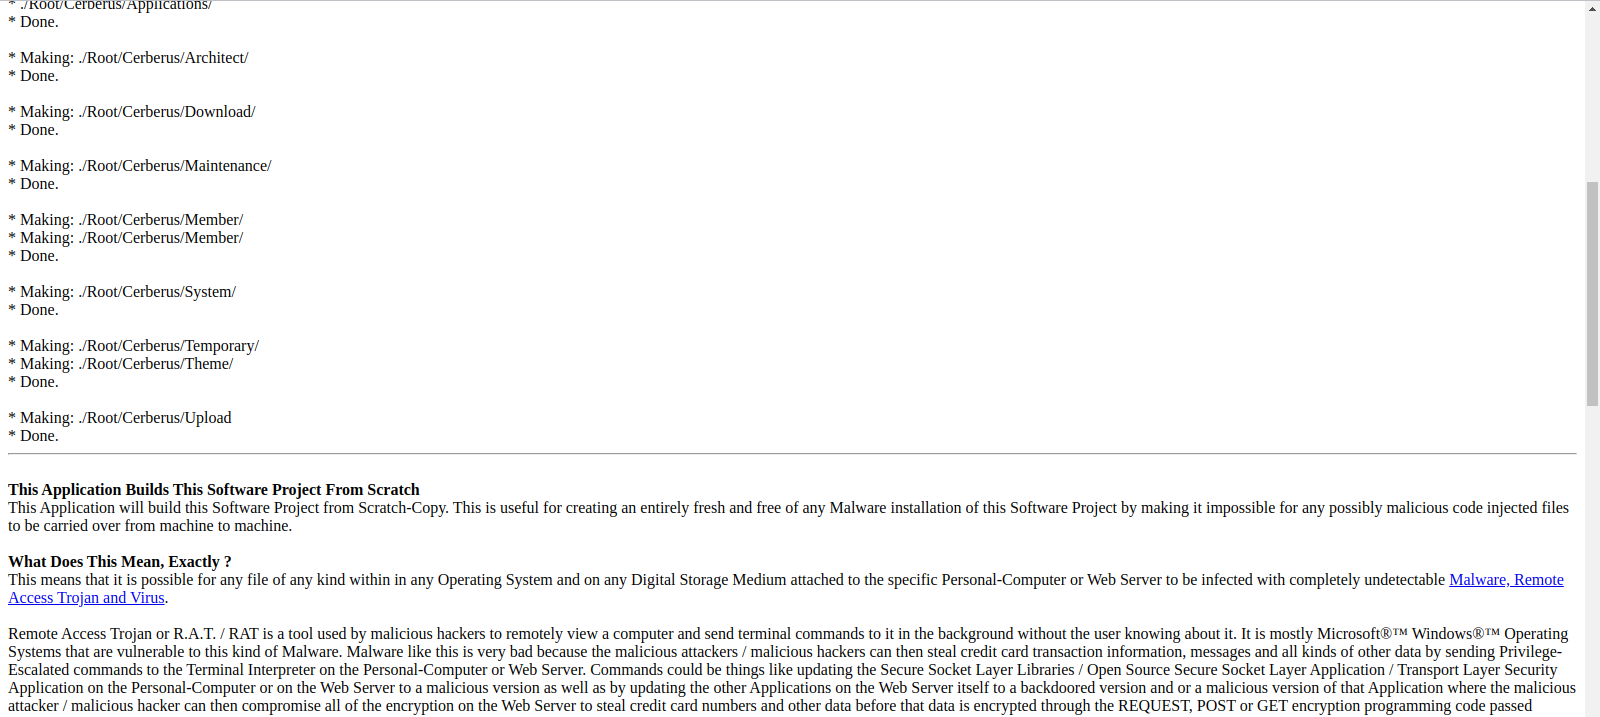 * ./Root/Cerberus/Applications/
* Done.
* Making: ./Root/Cerberus/Architect/
* Done.
* Making: ./Root/Cerberus/Download/
* Done.
* Making: ./Root/Cerberus/Maintenance/
* Done.
* Making: ./Root/Cerberus/Member/
* Making: ./Root/Cerberus/Member/
* Done.
* Making: ./Root/Cerberus/System/
* Done.
* Making: ./Root/Cerberus/Temporary/
* Making: ./Root/Cerberus/Theme/
* Done.
* Making: ./Root/Cerberus/Upload
* Done.
This Application Builds This Software Project From Scratch
This Application will build this Software Project from Scratch-Copy. This is useful for creating an entirely fresh and free of any Malware installation of this Software Project by making it impossible for any possibly malicious code injected files
to be carried over from machine to machine.
What Does This Mean, Exactly ?
This means that it is possible for any file of any kind within in any Operating System and on any Digital Storage Medium attached to the specific Personal-Computer or Web Server to be infected with completely undetectable Malware, Remote
Access Trojan and Virus.
Remote Access Trojan or R.A.T. / RAT is a tool used by malicious hackers to remotely view a computer and send terminal commands to it in the background without the user knowing about it. It is mostly Microsoft®™ Windows®™ Operating
Systems that are vulnerable to this kind of Malware. Malware like this is very bad because the malicious attackers / malicious hackers can then steal credit card transaction information, messages and all kinds of other data by sending Privilege-
Escalated commands to the Terminal Interpreter on the Personal-Computer or Web Server. Commands could be things like updating the Secure Socket Layer Libraries / Open Source Secure Socket Layer Application / Transport Layer Security
Application on the Personal-Computer or on the Web Server to a malicious version as well as by updating the other Applications on the Web Server itself to a backdoored version and or a malicious version of that Application where the malicious
attacker / malicious hacker can then compromise all of the encryption on the Web Server to steal credit card numbers and other data before that data is encrypted through the REQUEST, POST or GET encryption programming code passed